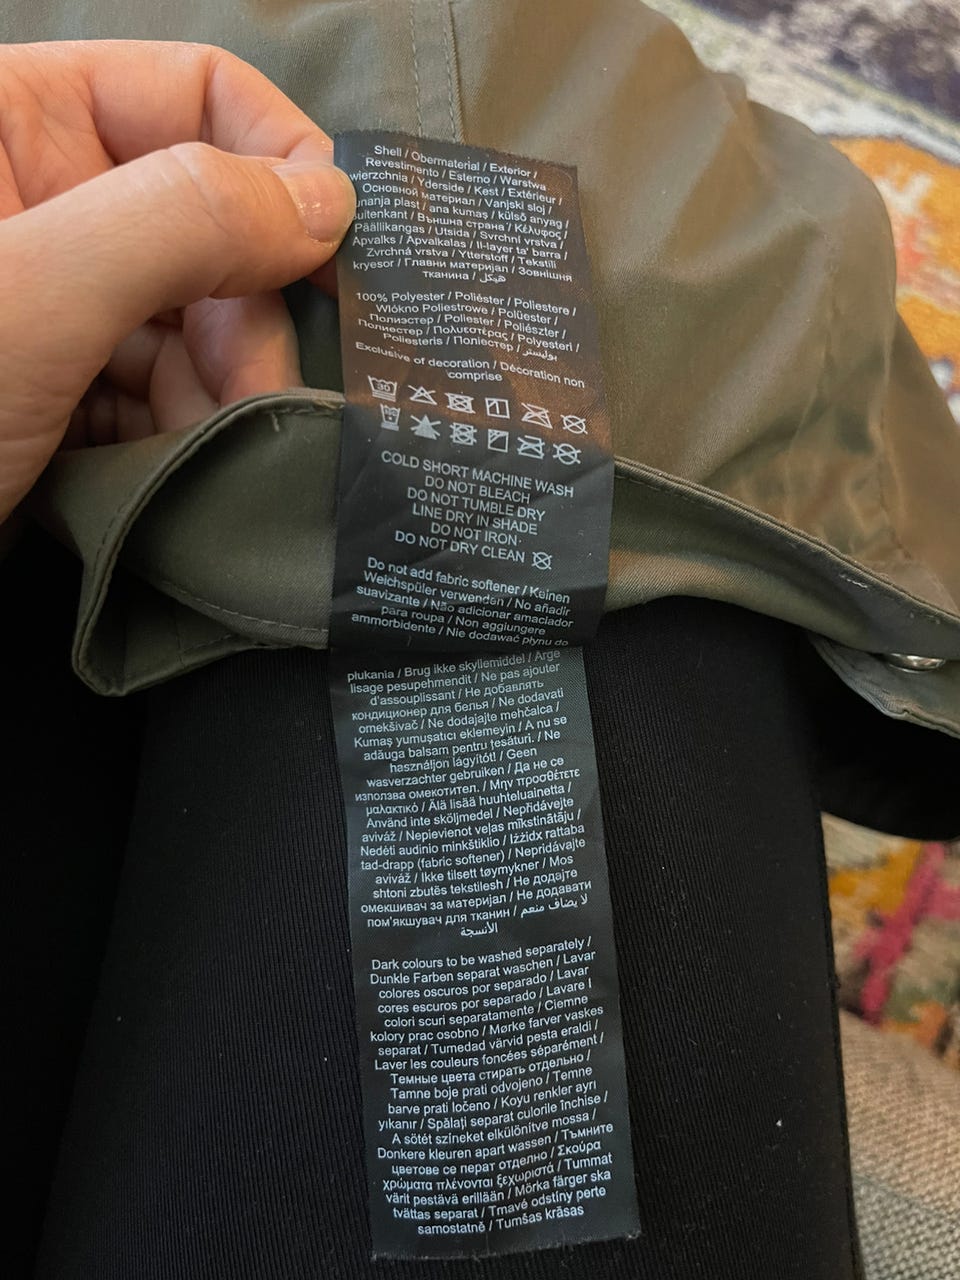 Shell / Obermaterial / Exterior /
Revestimento / Esterno / Warstwa
wierzchnia / Yderside / Kest / Extérieur /
Основной материал / Vanjski sloj /
plast / ana kumaş / külső anyag /
Външна страна / Κέλυφος /
Päällikangas / Utsida / Svrchní vrstva /
Apvalks / Apvalkalas / Il-layer ta' barra /
Zvrchná vrstva / Ytterstoff / Tekstili
kryesor / Главни материјал / Зовнішня
тканина / هيكل
100% Polyester / Poliéster / Poliestere /
Włókno Poliestrowe / Polüester /
Полиэстер / Poliester / Poliészter /
Полиестер / Πολυεστέρας / Polyesteri /
Poliesteris / Поліестер / بوليستر
Exclusive of decoration / Décoration non
comprise
30
COLD SHORT MACHINE WASH
DO NOT BLEACH
DO NOT TUMBLE DRY
LINE DRY IN SHADE
DO NOT IRON.
DO NOT DRY CLEAN
Do not add fabric softener / Keinen
Weichspüler verwenden / No añadir
suavizante / Não adicionar amaciador
para roupa / Non aggiungere
ammorbidente / Nie dodawać płynu do
płukania / Brug ikke skyllemiddel / Ärge
lisage pesupehmendit / Ne pas ajouter
d'assouplissant / Не добавлять
кондиционер для белья / Ne dodavati
omekšivač / Ne dodajajte mehčalca /
Kumaş yumuşatıcı eklemeyin / A nu se
adăuga balsam pentru țesături. / Ne
használjon lágyítót! / Geen
wasverzachter gebruiken / Да не се
използва омекотител. / Μην προσθέτετε
μαλακτικό / Älä lisää huuhteluainetta /
Använd inte sköljmedel / Nepřidávejte
aviváž / Nepievienot veļas mīkstinātāju /
Nedėti audinio minkštiklio / Iżżidx rattaba
tad-drapp (fabric softener) / Nepridávajte
aviváž / Ikke tilsett tøymykner / Mos
shtoni zbutës tekstilesh / Не додајте
омекшивач за материјал / Не додавати
пом'якшувач для тканин / لا يضاف منعم
الأنسجة
Dark colours to be washed separately /
Dunkle Farben separat waschen / Lavar
colores oscuros por separado / Lavar
cores escuros por separado / Lavare I
colori scuri separatamente / Ciemne
kolory prac osobno / Mørke farver vaskes
separat / Tumedad värvid pesta eraldi /
Laver les couleurs foncées séparément /
Темные цвета стирать отдельно /
Tamne boje prati odvojeno / Temne
barve prati ločeno / Koyu renkler ayrı
yıkanır / Spălați separat culorile închise /
A sötét színeket elkülönítve mossa /
Donkere kleuren apart wassen / Тъмните
цветове се перат отделно / Σκούρα
χρώματα πλένονται ξεχωριστά / Tummat
värit pestävä erillään / Mörka färger ska
tvättas separat / Tmavé odstíny perte
samostatně / Tumšas krāsas